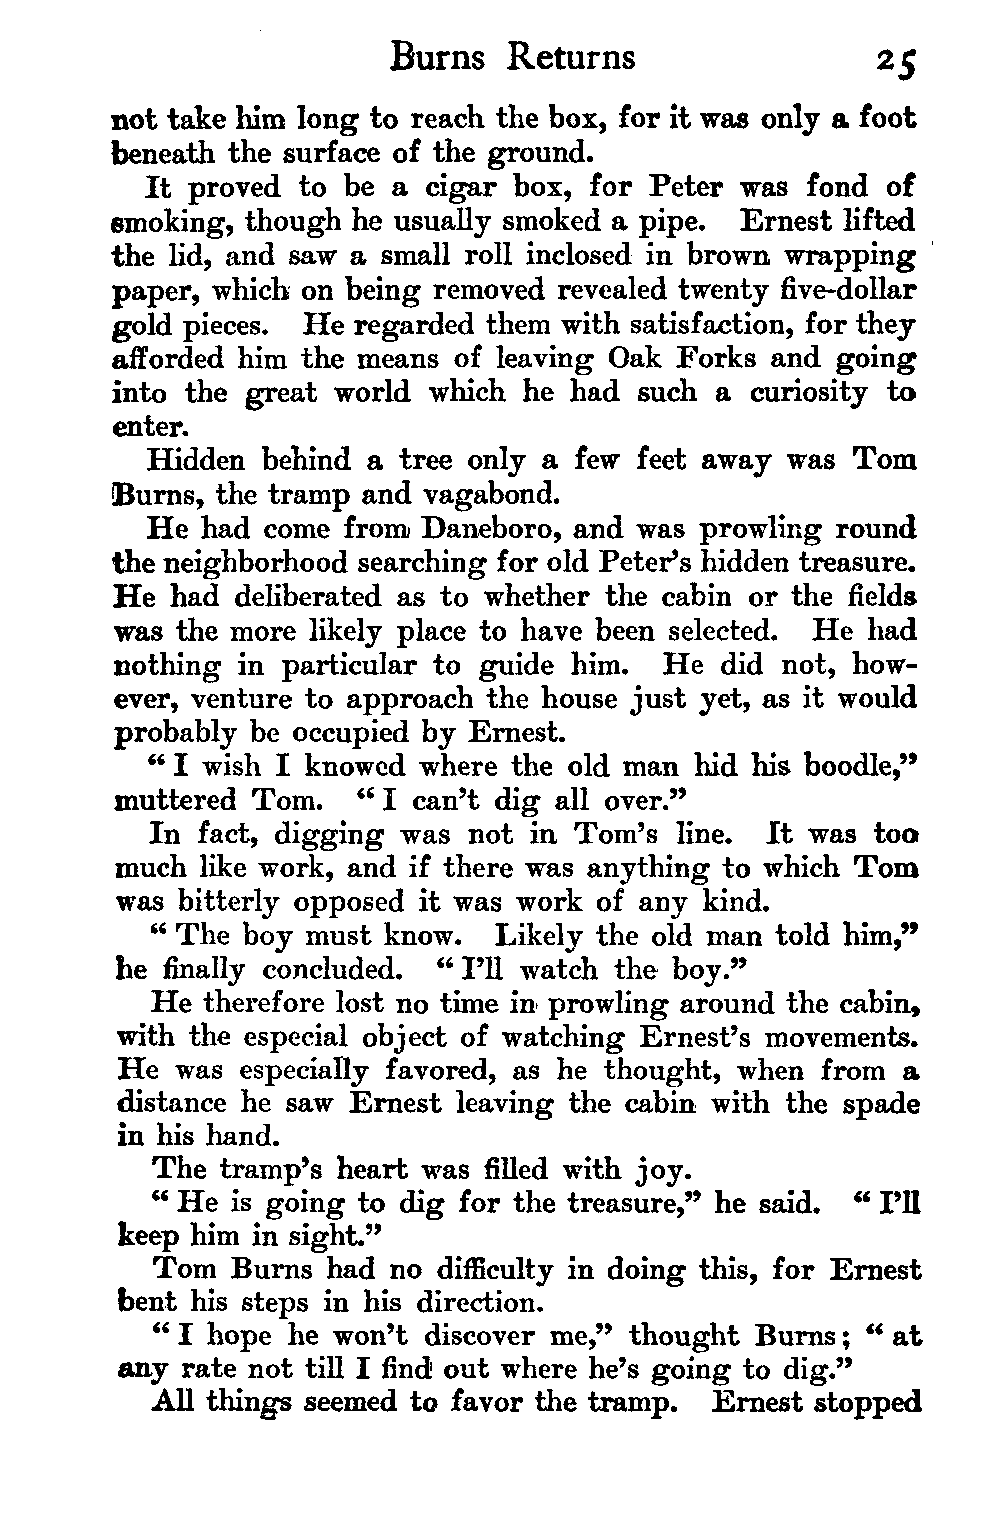 Burns Returns 25
not take him long to reach the box, for it was only a foot
beneath the surface of the ground.
It proved to be a cigar box, for Peter was fond of
smoking, though he usually smoked a pipe. Ernest lifted
the lid, and saw a small roll inclosed in brown wrapping
paper, which on being removed revealed twenty five-dollar
gold pieces. He regarded them with satisfaction, for they
afforded him the means of leaving Oak Forks and going
into the great world which he had such a curiosity to
enter.
Hidden behind a tree only a few feet away was Tom
Burns, the tramp and vagabond.
He had come from Daneboro, and was prowling round
the neighborhood searching for old Peter's hidden treasure.
He had deliberated as to whether the cabin or the fields
was the more likely place to have been selected. He had
nothing in particular to guide him. He did not, how-
ever, venture to approach the house just yet, as it would
probably be occupied by Ernest.
"I wish I knowed where the old man hid his boodle,"
muttered Tom. "I can't dig all over."
In fact, digging was not in Tom's line. It was too
much like work, and if there was anything to which Tom
was bitterly opposed it was work of any kind.
"The boy must know. Likely the old man told him,"
he finally concluded. "I'll watch the boy."
He therefore lost no time in prowling around the cabin,
with the especial object of watching Ernest's movements.
He was especially favored, as he thought, when from a
distance he saw Ernest leaving the cabin with the spade
in his hand.
The tramp's heart was filled with joy.
"He is going to dig for the treasure," he said. "I'll
keep him in sight."
Tom Burns had no difficulty in doing this, for Ernest
bent his steps in his direction.
"I hope he won't discover me," thought Burns; "at
any rate not till I find out where he's going to dig."
All things seemed to favor the tramp. Ernest stopped